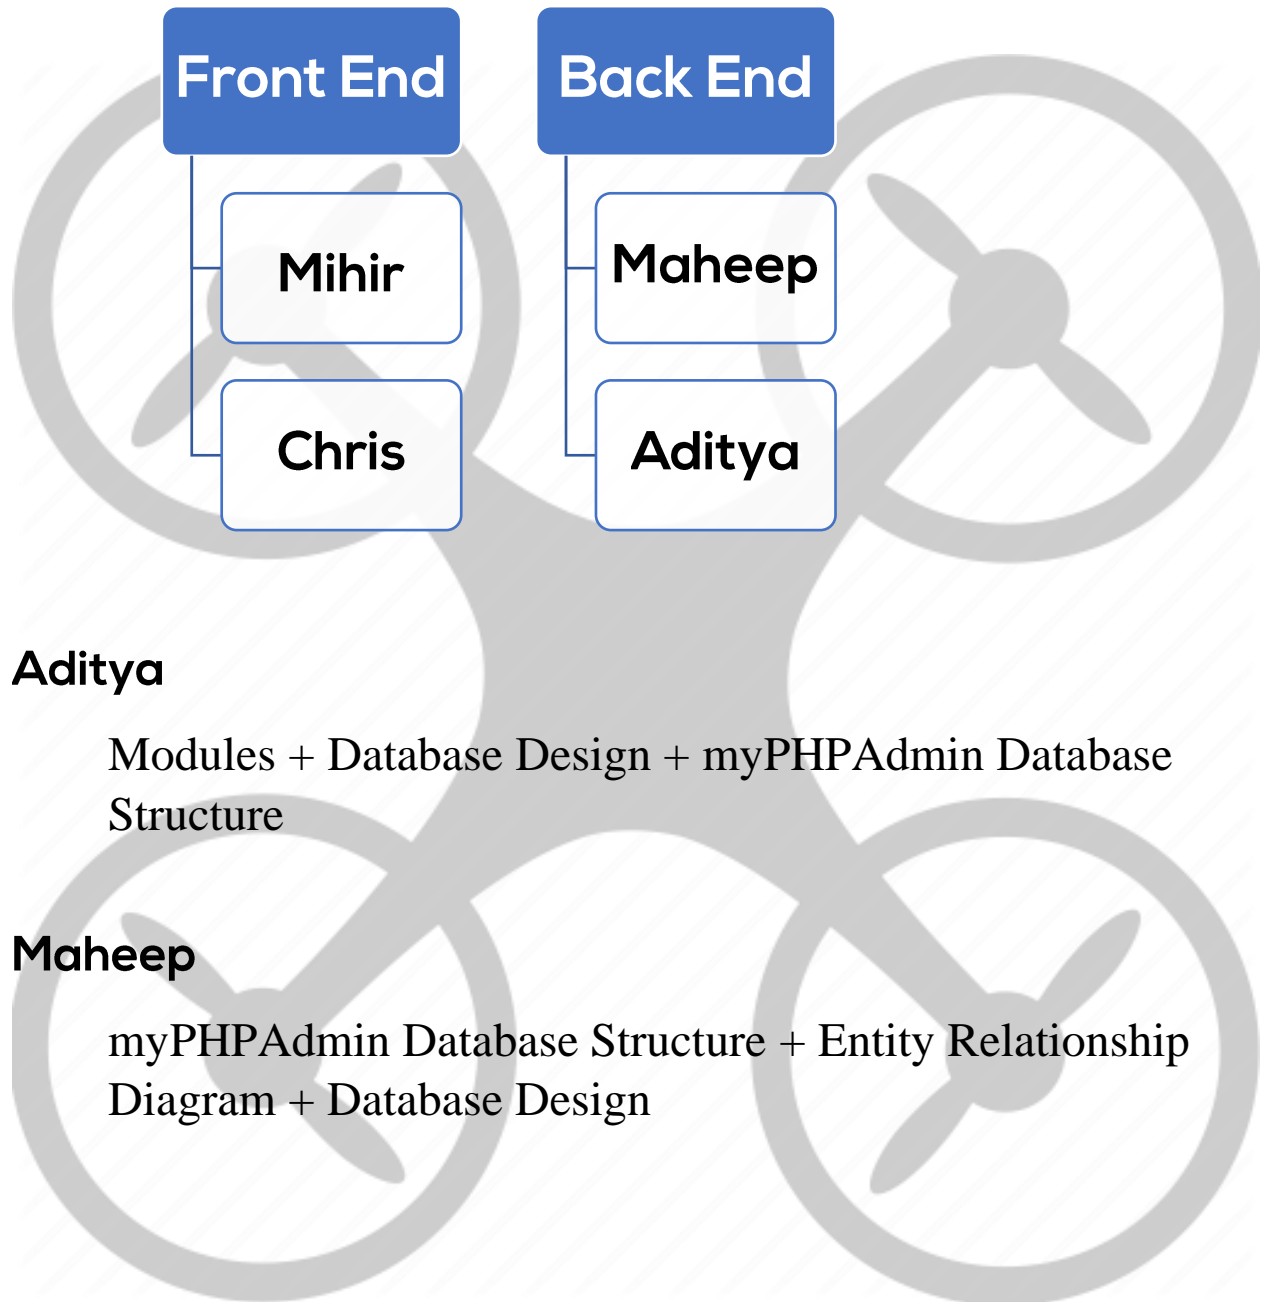 Front End
Back End
Mihir
Maheep
Chris
Aditya
Aditya
Modules + Database Design + myPHPAdmin Database
Structure
Maheep
myPHPAdmin Database Structure + Entity Relationship
Diagram + Database Design